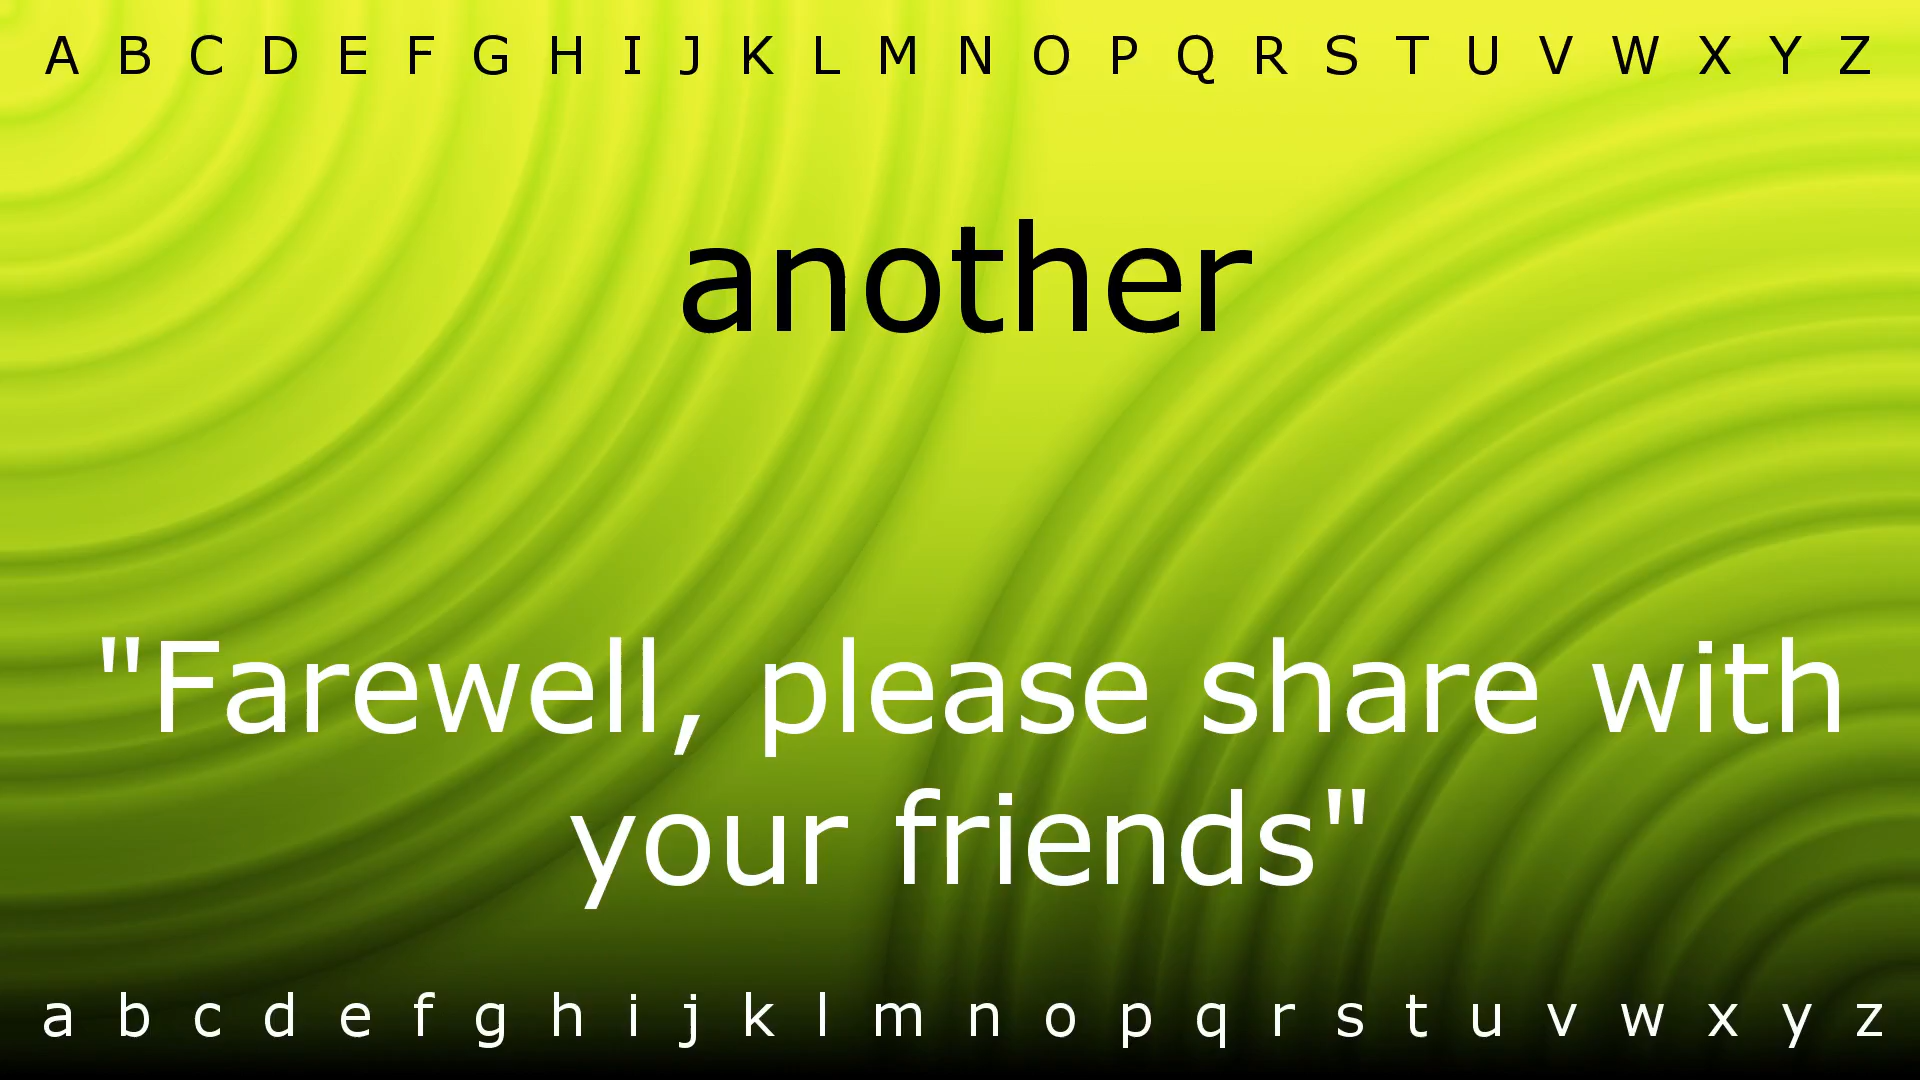 A B C D E F G H I J K L M N O P Q R S T U V W X Y Z
another
"Farewell, please share with
your friends"
a b c d e f g h i j k l m n o p q r s t u v w x y z